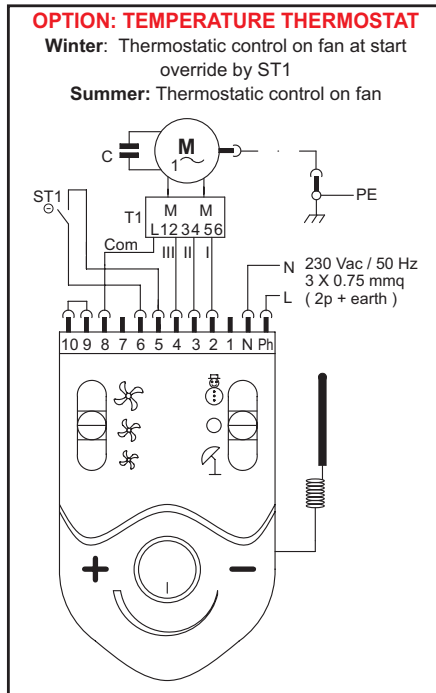 OPTION: TEMPERATURE THERMOSTAT
Winter: Thermostatic control on fan at start
override by ST1
Summer: Thermostatic control on fan
C
M
1
ST1
T1
M M
L12 34 56
PE
Com
III II I
N 230 Vac / 50 Hz
3 X 0.75 mmq
L ( 2p + earth )
10 9 8 7 6 5 4 3 2 1 N Ph
+ −